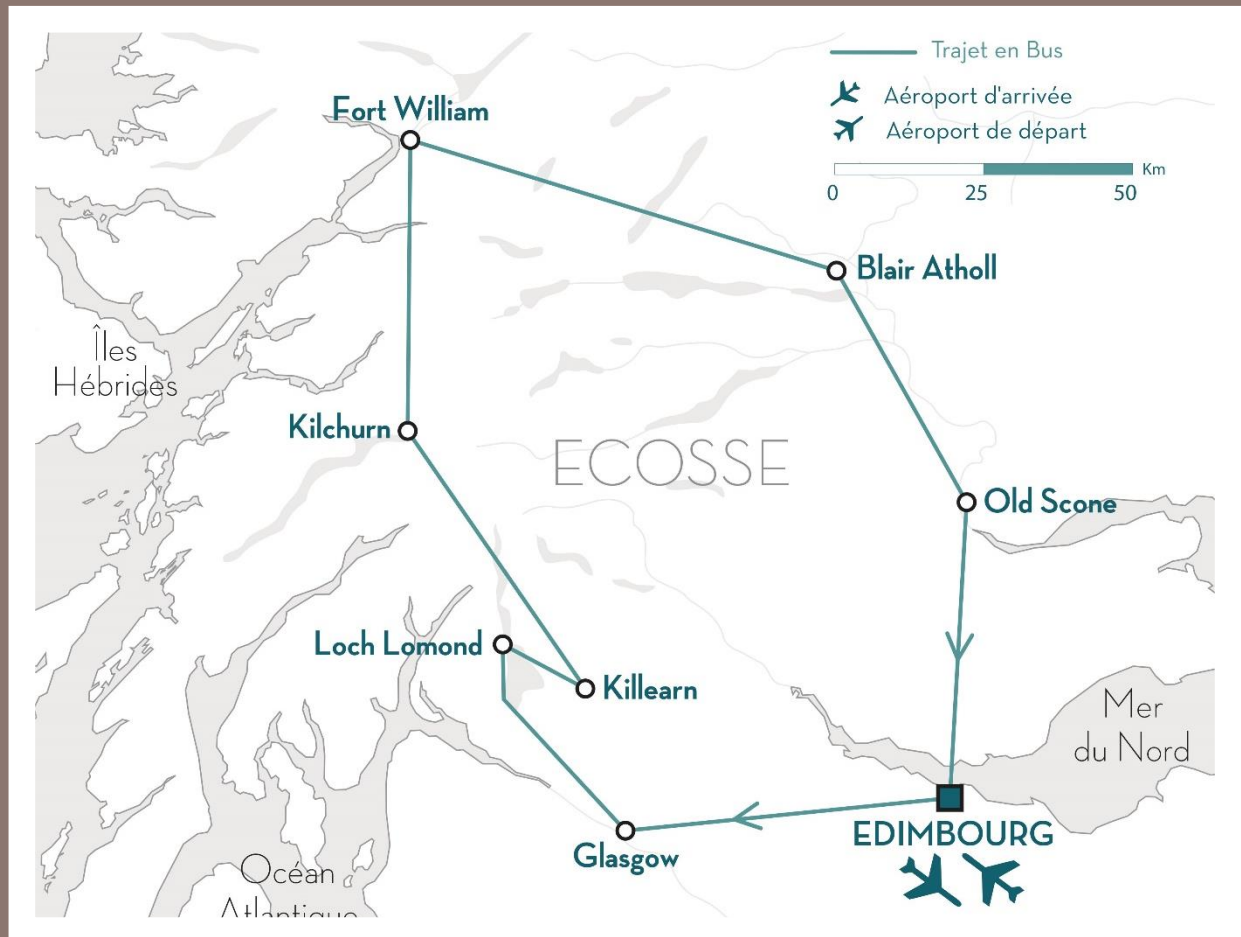 Trajet en Bus
Aéroport d'arrivée
Aéroport de départ
Km
0 25 50
Fort William
Blair Atholl
Îles
Hébrides
Kilchurn
ECOSSE
Old Scone
Loch Lomond
Killearn
Mer
du Nord
EDIMBOURG
Glasgow
Océan
Atlantique